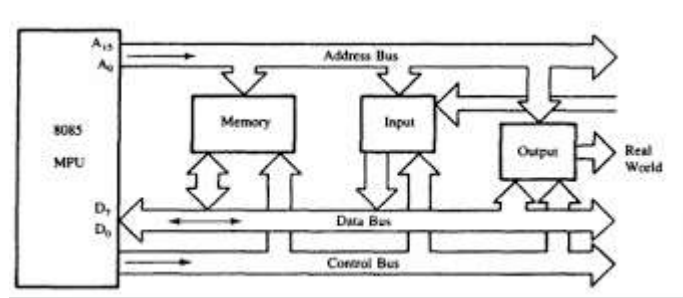 A₁₅
Address Bus
A₀
8085
MPU
Memory
Input
Output
Real
World
D₇
D₀
Data Bus
Control Bus